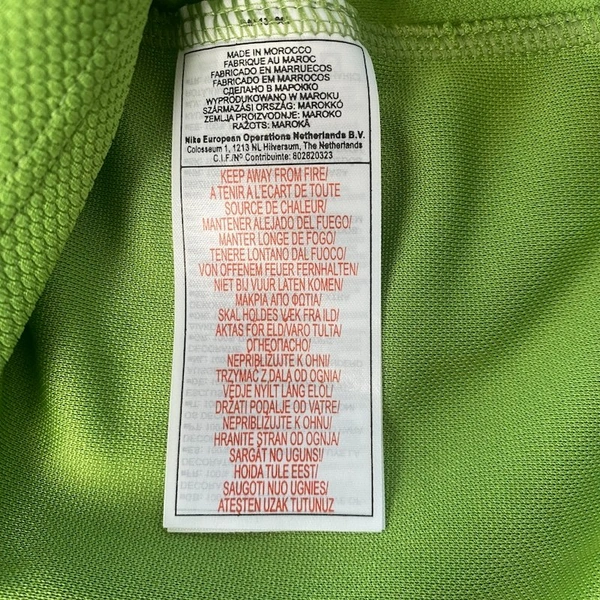 MADE IN MOROCCO
FABRIQUE AU MAROC
FABRICADO EN MARRUECOS
FABRICADO EM MARROCOS
СДЕЛАНО В МАРОККО
WYPRODUKOWANO W MAROKU
SZÁRMAZÁSI ORSZÁG: MAROKKÓ
ZEMLJA PROIZVODNJE: MAROKO
RAŽOTS: MAROKĀ
Nike European Operations Netherlands B.V.
Colosseum 1, 1213 NL Hilversum, The Netherlands
C.I.F./Nº Contribuinte: 802820323
KEEP AWAY FROM FIRE/
A TENIR A L'ECART DE TOUTE
SOURCE DE CHALEUR/
MANTENER ALEJADO DEL FUEGO/
MANTER LONGE DE FOGO/
TENERE LONTANO DAL FUOCO/
VON OFFENEM FEUER FERNHALTEN/
NIET BIJ VUUR LATEN KOMEN/
ΜΑΚΡΙΑ ΑΠΟ ΦΩΤΙΑ/
SKAL HOLDES VÆK FRA ILD/
AKTAS FÖR ELD/VARO TULTA/
ОГНЕОПАСНО/
NEPRIBLIŽUJTE K OHNI/
TRZYMAĆ Z DALA OD OGNIA/
VÉDJE NYÍLT LÁNG ELŐL/
DRŽATI PODALJE OD VATRE/
NEPŘIBLIŽUJTE K OHNU/
HRANITE STRAN OD OGNJA/
SARGĀT NO UGUNS/
HOIDA TULE EEST/
SAUGOTI NUO UGNIES/
ATEŞTEN UZAK TUTUNUZ